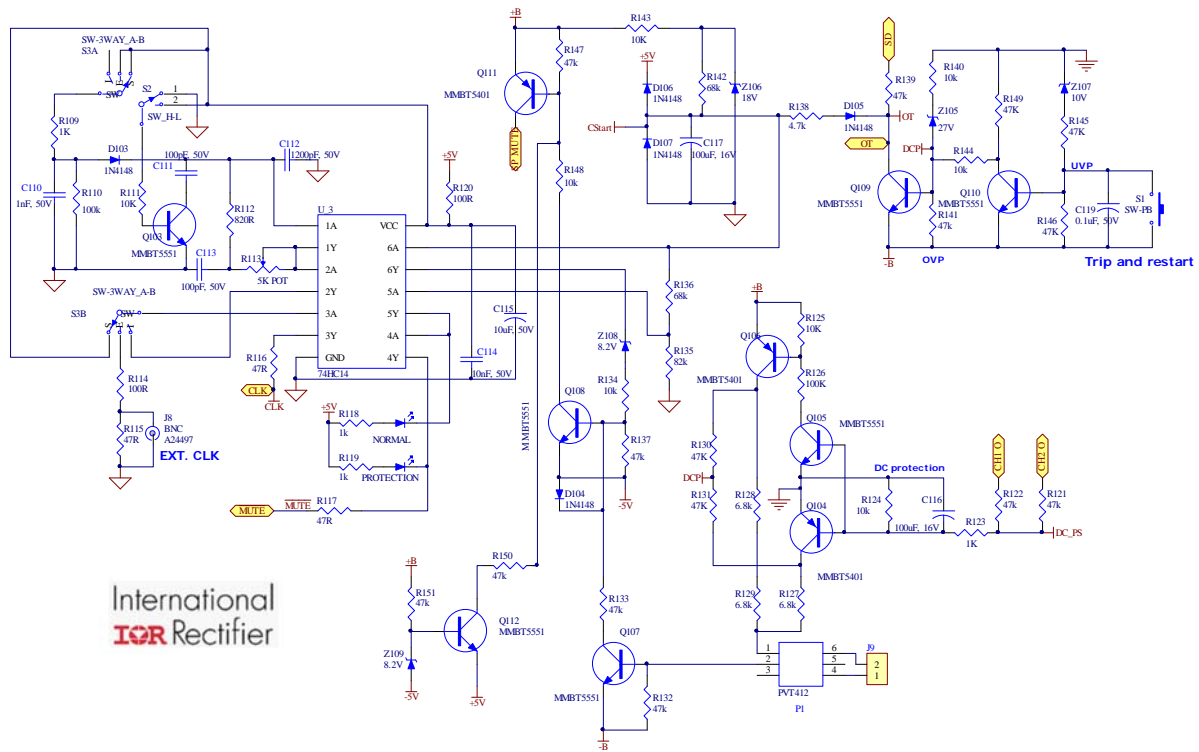 SW-3WAY_A-B
S3A
SW
S2
1
2
SW_H-L
R109
1K
D103
1N4148
100pF, 50V
C111
C112
1200pF, 50V
C110
1nF, 50V
R110
100k
R111
10K
R112
820R
Q103
MMBT5551
C113
100pF, 50V
R113
5K POT
SW-3WAY_A-B
S3B
SW
R114
100R
R115
47R
J8
BNC
A24497
EXT. CLK
U_3
1A
1Y
2A
2Y
3A
3Y
GND
VCC
6A
6Y
5A
5Y
4A
4Y
74HC14
+5V
R120
100R
C115
10uF, 50V
C114
10nF, 50V
R116
47R
CLK
CLK
+5V
R118
1k
NORMAL
R119
1k
PROTECTION
MUTE
MUTE
R117
47R
+B
Q111
MMBT5401
SP MUTE
R147
47k
R148
10k
R143
10K
+5V
D106
1N4148
R142
68k
Z106
18V
CStart
D107
1N4148
C117
100uF, 16V
R138
4.7k
D105
1N4148
SD
R139
47k
OT
OT
Q109
MMBT5551
R140
10k
Z105
27V
DCP
R144
10k
R141
47k
-B
OVP
R149
47K
Q110
MMBT5551
Z107
10V
R145
47K
UVP
R146
47K
C119
0.1uF, 50V
S1
SW-PB
Trip and restart
R136
68k
R135
82k
Z108
8.2V
R134
10k
Q108
MMBT5551
R137
47k
-5V
D104
1N4148
R133
47k
Q107
MMBT5551
R132
47k
-B
R150
47k
+B
R151
47k
Q112
MMBT5551
Z109
8.2V
-5V
+5V
+B
Q106
MMBT5401
R125
10K
R126
100K
Q105
MMBT5551
R130
47K
DCP
R131
47K
R128
6.8k
DC protection
Q104
MMBT5401
R124
10k
C116
100uF, 16V
R123
1K
CH1 O
CH2 O
R122
47k
R121
47k
DC_PS
R129
6.8k
R127
6.8k
1
2
3
6
5
4
PVT412
P1
J9
2
1
International
IOR Rectifier